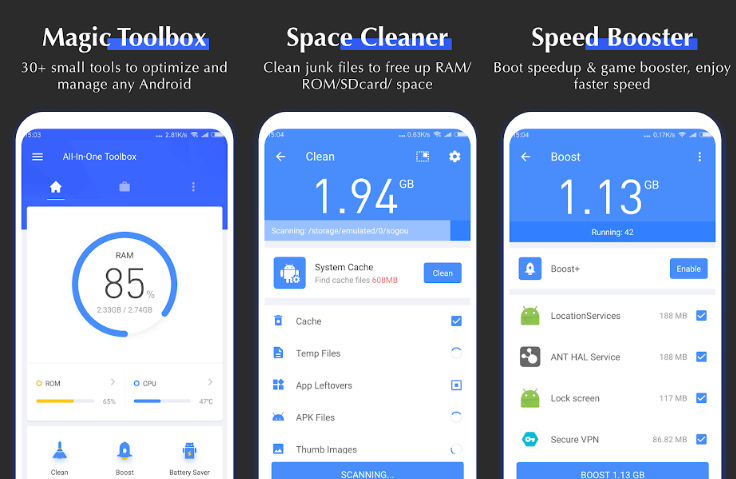 Magic Toolbox
30+ small tools to optimize and
manage any Android
15:03
... 2.81K/s
All-In-One Toolbox
RAM
85%
2.33GB / 2.74GB
ROM
65%
CPU
47℃
Clean
Boost
Battery Saver
Space Cleaner
Clean junk files to free up RAM/
ROM/SDcard/ space
15:04
... 0.63K/s
Clean
1.94 GB
Scanning: /storage/emulated/0/sogou
System Cache
Find cache files 608MB
Clean
Cache
Temp Files
App Leftovers
APK Files
Thumb Images
SCANNING...
Speed Booster
Boot speedup & game booster, enjoy
faster speed
15:04
... 0.17K/s
Boost
1.13 GB
Running: 42
Boost+
Enable
LocationServices
188 MB
ANT HAL Service
188 MB
Lock screen
117 MB
Secure VPN
86.82 MB
BOOST 1.13 GB